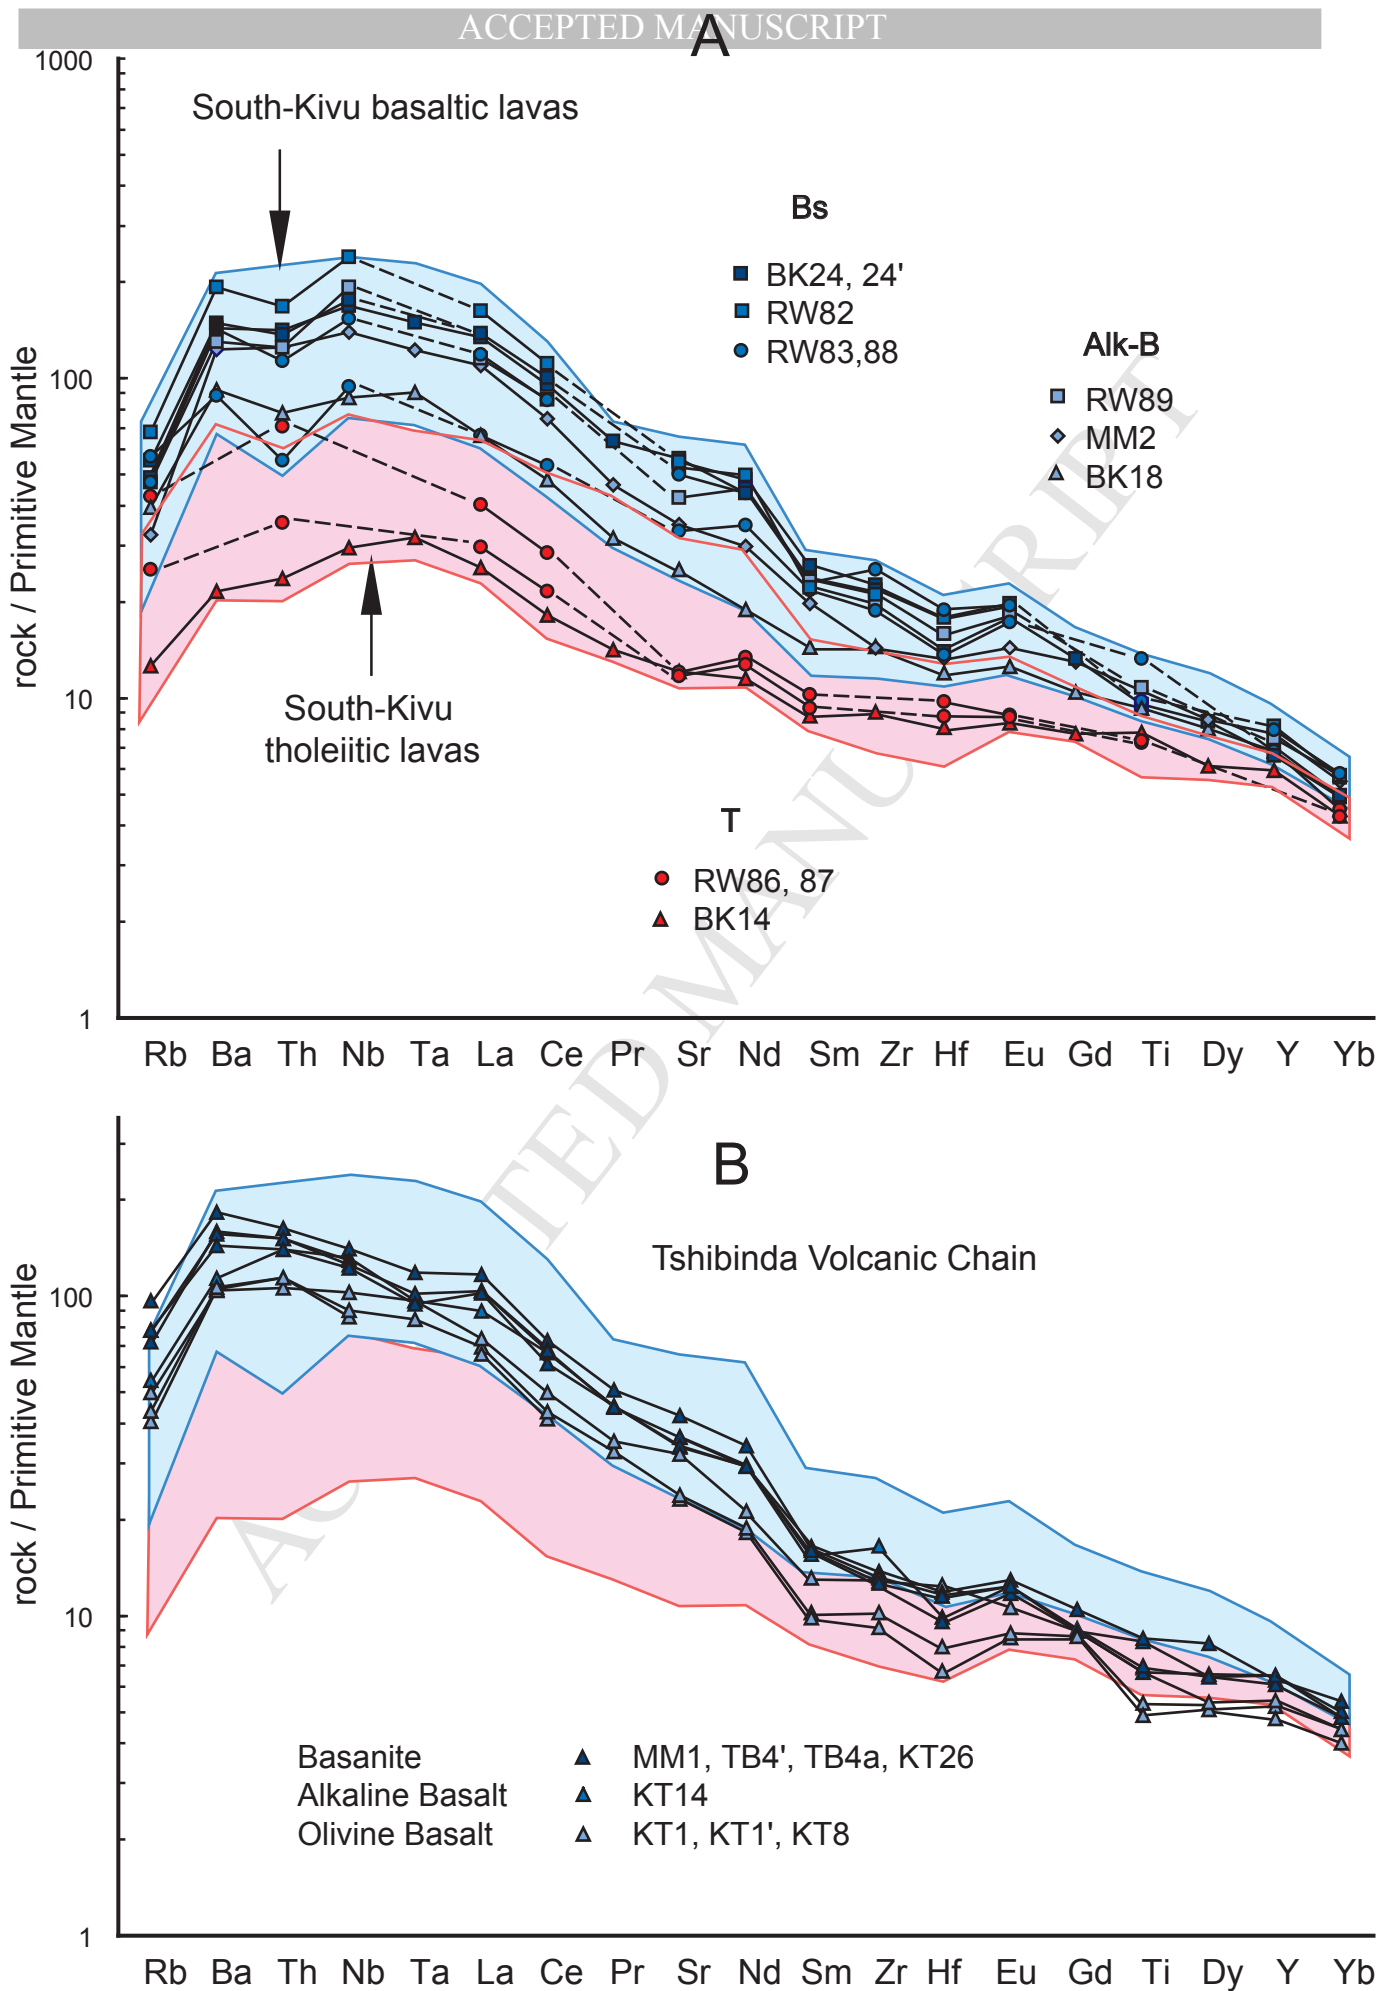 ACCEPTED MANUSCRIPT
A
1000
South-Kivu basaltic lavas
Bs
BK24, 24'
RW82
RW83,88
Alk-B
RW89
MM2
BK18
100
rock / Primitive Mantle
10
South-Kivu
tholeiitic lavas
T
RW86, 87
BK14
1
Rb Ba Th Nb Ta La Ce Pr Sr Nd Sm Zr Hf Eu Gd Ti Dy Y Yb
ACCEPTED MANUSCRIPT
B
Tshibinda Volcanic Chain
100
rock / Primitive Mantle
10
Basanite MM1, TB4', TB4a, KT26
Alkaline Basalt KT14
Olivine Basalt KT1, KT1', KT8
1
Rb Ba Th Nb Ta La Ce Pr Sr Nd Sm Zr Hf Eu Gd Ti Dy Y Yb